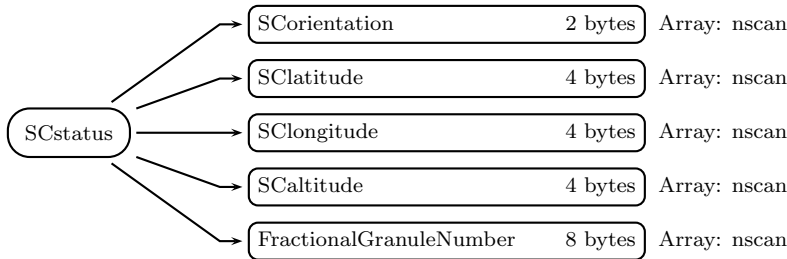 SCorientation 2 bytes Array: nscan
SClatitude 4 bytes Array: nscan
SCstatus
SClongitude 4 bytes Array: nscan
SCaltitude 4 bytes Array: nscan
FractionalGranuleNumber 8 bytes Array: nscan